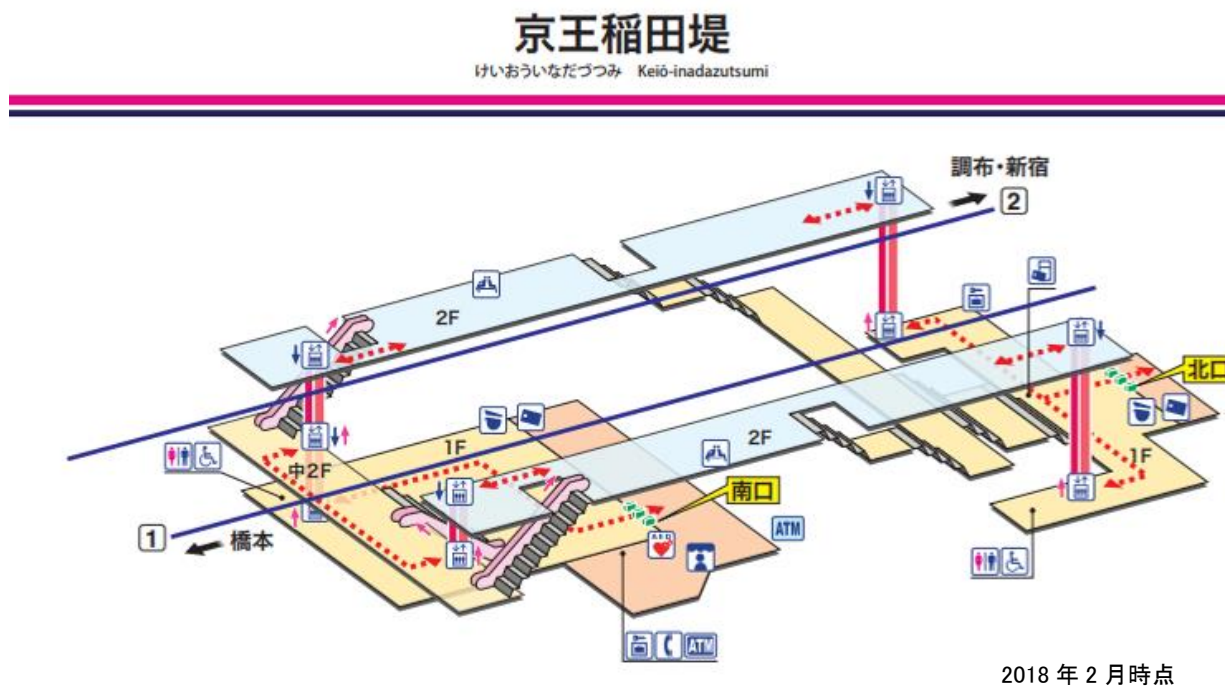 京王稲田堤
けいおういなだづつみ Keiō-inadazutsumi
調布・新宿
2
2F
北口
1F
2F
1F
中2F
南口
1
橋本
ATM
AED
ATM
2018年2月時点